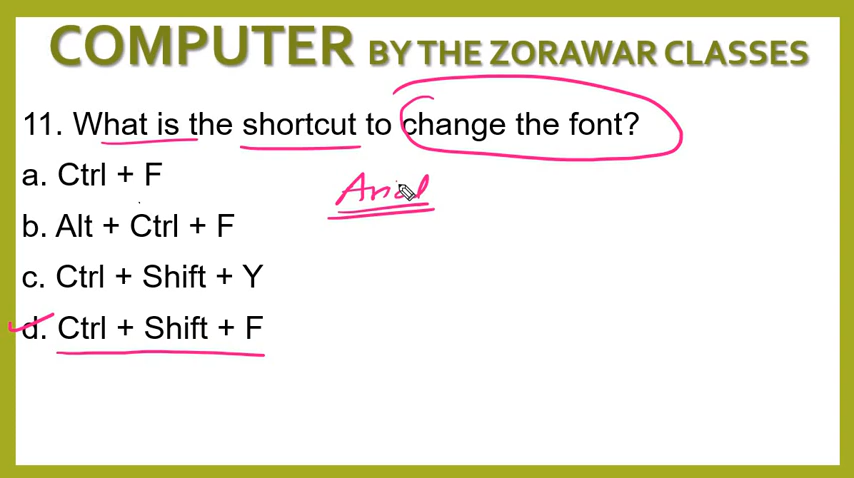 COMPUTER BY THE ZORAWAR CLASSES
11. What is the shortcut to change the font?
a. Ctrl + F
Arial
b. Alt + Ctrl + F
c. Ctrl + Shift + Y
d. Ctrl + Shift + F